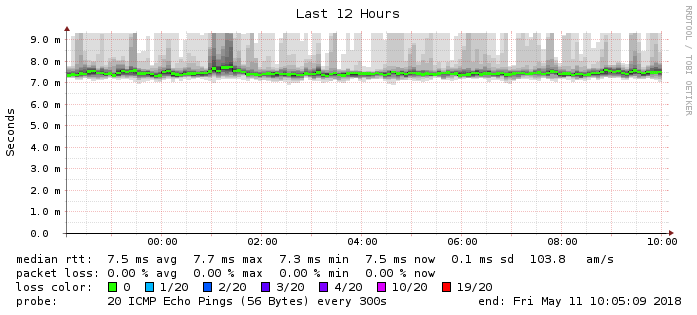 Last 12 Hours
RRDTOOL / TOBI OETIKER
Seconds
9.0 m
8.0 m
7.0 m
6.0 m
5.0 m
4.0 m
3.0 m
2.0 m
1.0 m
0.0
00:00 02:00 04:00 06:00 08:00 10:00
median rtt: 7.5 ms avg 7.7 ms max 7.3 ms min 7.5 ms now 0.1 ms sd 103.8 am/s
packet loss: 0.00 % avg 0.00 % max 0.00 % min 0.00 % now
loss color: 0 1/20 2/20 3/20 4/20 10/20 19/20
probe: 20 ICMP Echo Pings (56 Bytes) every 300s end: Fri May 11 10:05:09 2018